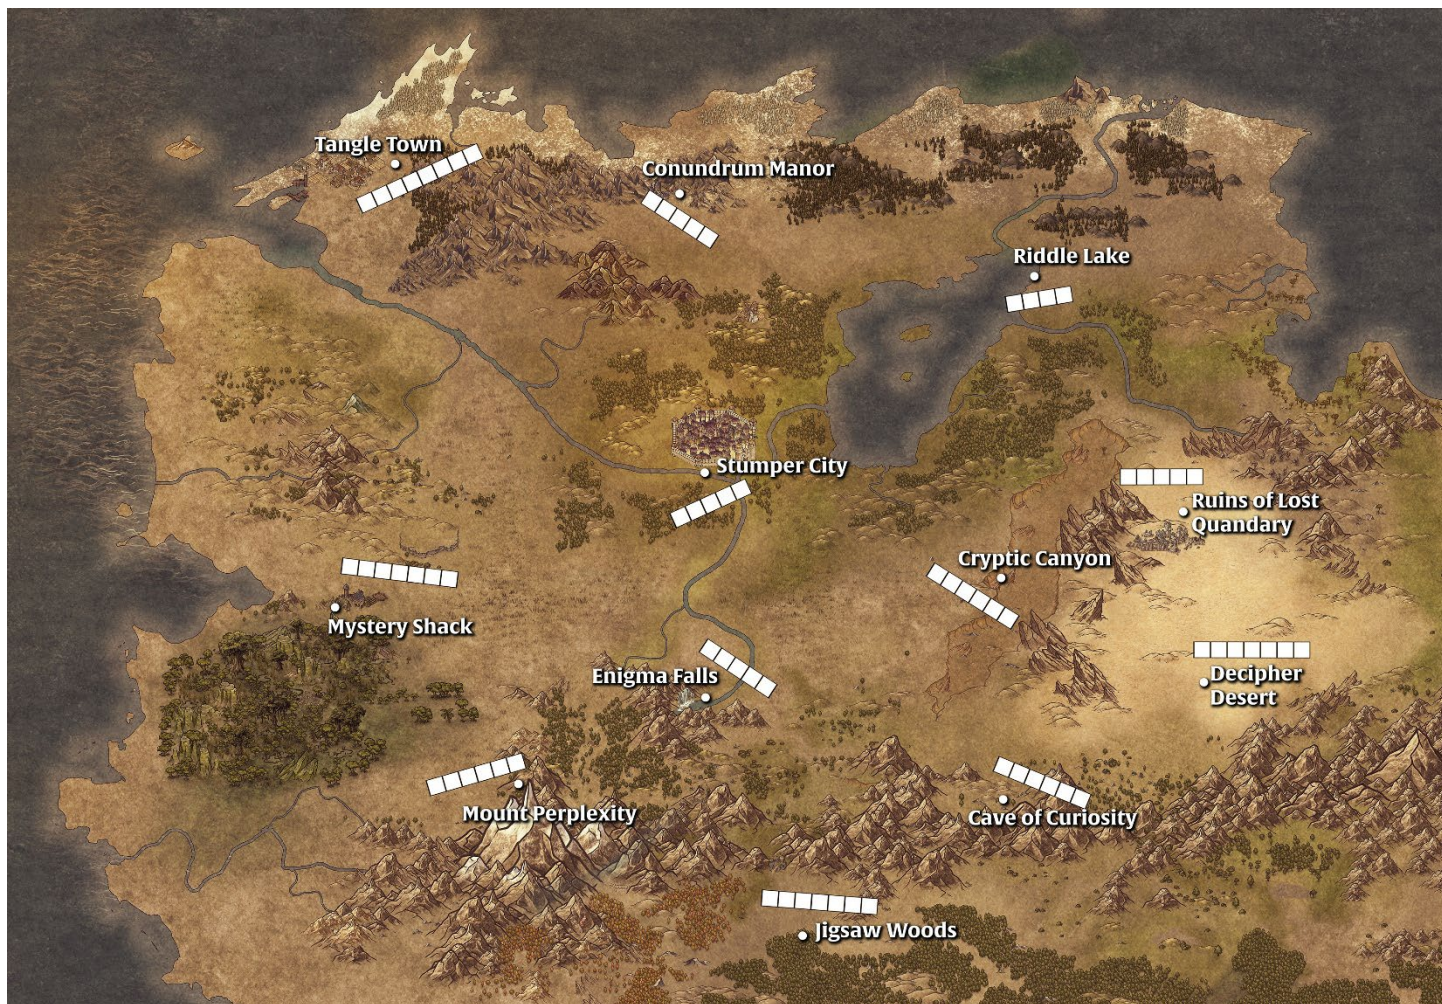 Tangle Town
Conundrum Manor
Riddle Lake
Stumper City
Ruins of Lost
Quandary
Cryptic Canyon
Mystery Shack
Enigma Falls
Decipher
Desert
Mount Perplexity
Cave of Curiosity
Jigsaw Woods